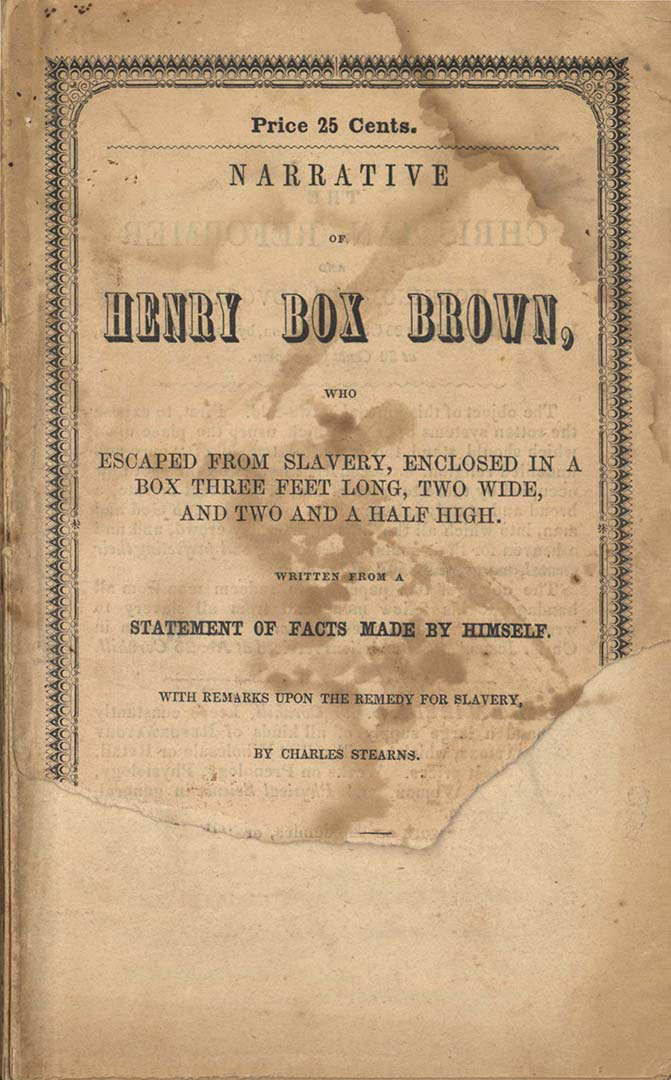 Price 25 Cents.
NARRATIVE
OF
HENRY BOX BROWN,
WHO
ESCAPED FROM SLAVERY, ENCLOSED IN A
BOX THREE FEET LONG, TWO WIDE,
AND TWO AND A HALF HIGH.
WRITTEN FROM A
STATEMENT OF FACTS MADE BY HIMSELF.
WITH REMARKS UPON THE REMEDY FOR SLAVERY,
BY CHARLES STEARNS.